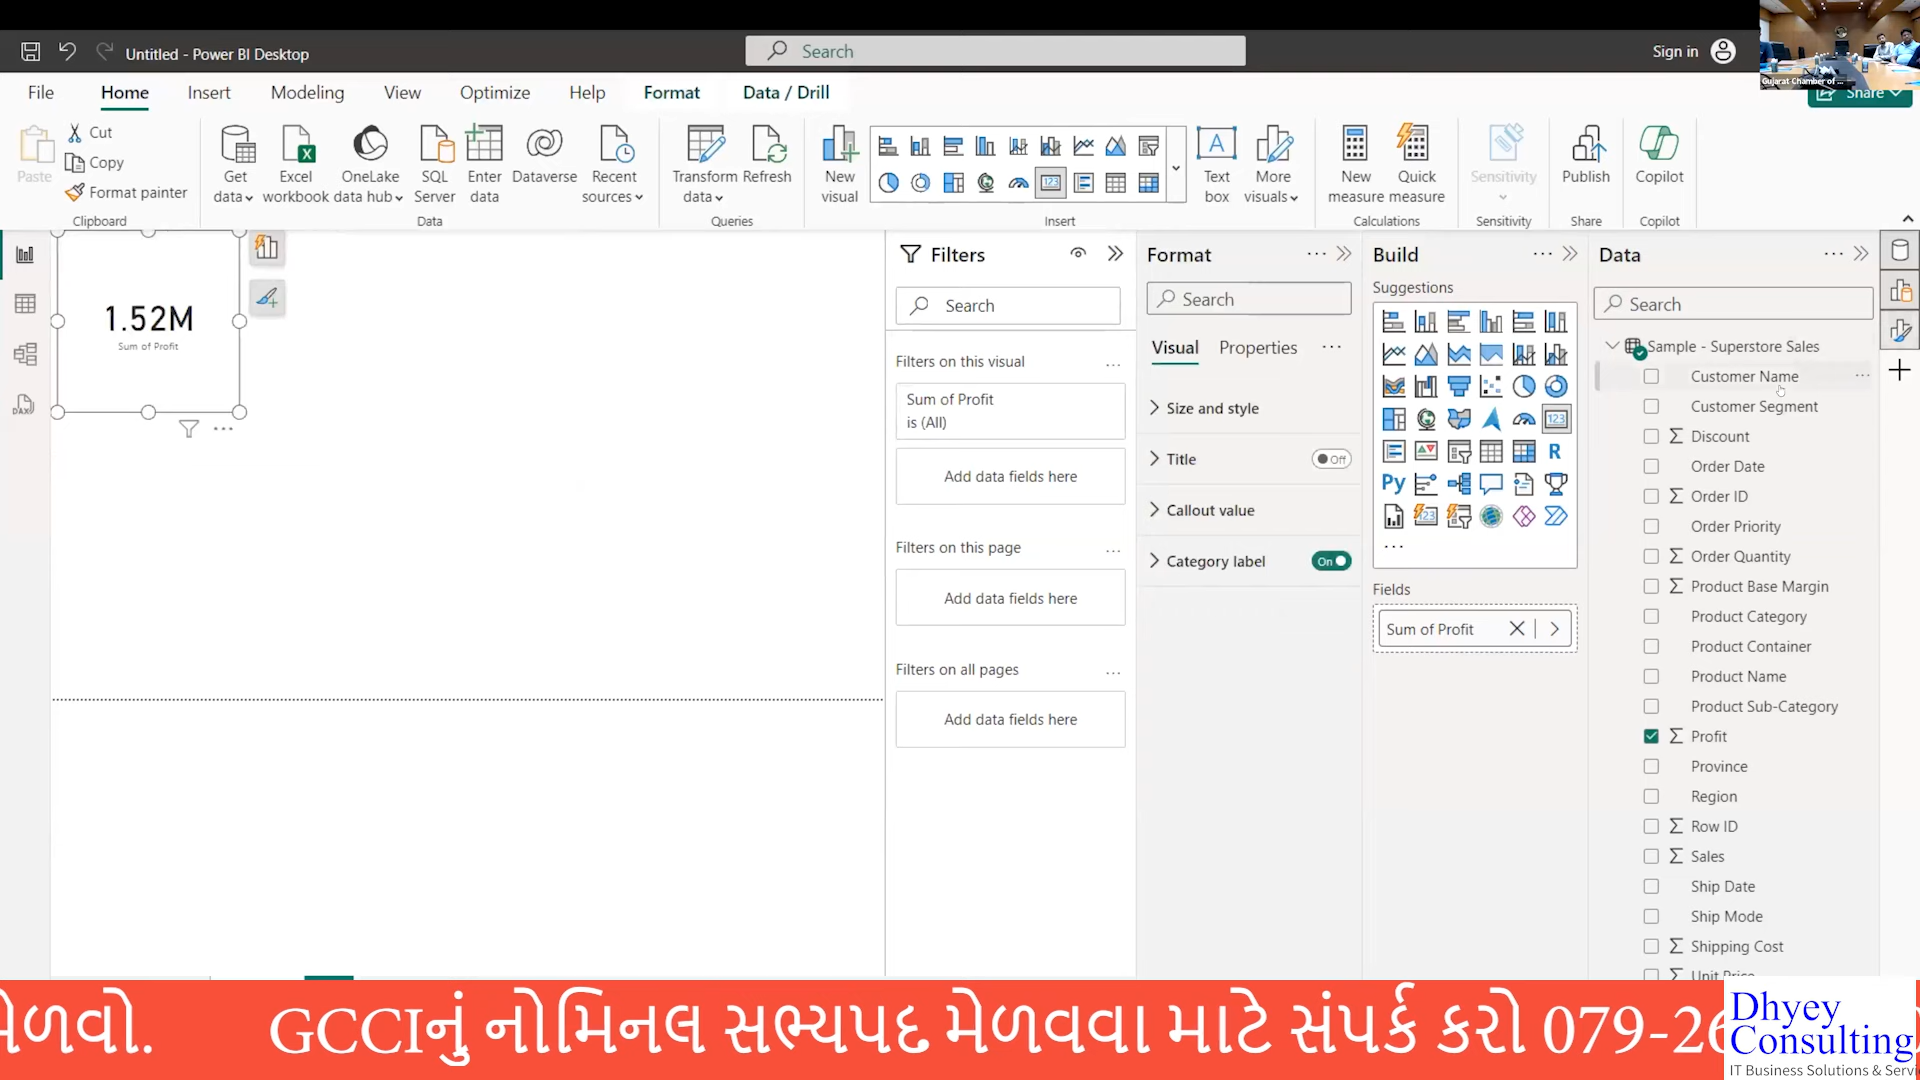 Untitled - Power BI Desktop
Search
Sign in
Gujarat Chamber of ...
File
Home
Insert
Modeling
View
Optimize
Help
Format
Data / Drill
Share
Paste
Cut
Copy
Format painter
Clipboard
Get data
Excel workbook
OneLake data hub
SQL Server
Enter data
Dataverse
Recent sources
Data
Transform data
Refresh
Queries
New visual
Text box
More visuals
Insert
New measure
Quick measure
Calculations
Sensitivity
Sensitivity
Publish
Share
Copilot
Copilot
1.52M
Sum of Profit
Filters
Search
Filters on this visual
Sum of Profit
is (All)
Add data fields here
Filters on this page
Add data fields here
Filters on all pages
Add data fields here
Format
Search
Visual
Properties
Size and style
Title
Off
Callout value
Category label
On
Build
Suggestions
123
R
Py
Fields
Sum of Profit
Data
Search
Sample - Superstore Sales
Customer Name
Customer Segment
Σ Discount
Order Date
Σ Order ID
Order Priority
Σ Order Quantity
Σ Product Base Margin
Product Category
Product Container
Product Name
Product Sub-Category
Σ Profit
Province
Region
Σ Row ID
Σ Sales
Ship Date
Ship Mode
Σ Shipping Cost
Unit Price
DAX
મેળવો. GCCIનું નોમિનલ સભ્યપદ મેળવવા માટે સંપર્ક કરો 079-26
Dhyey
Consulting
IT Business Solutions & Servi